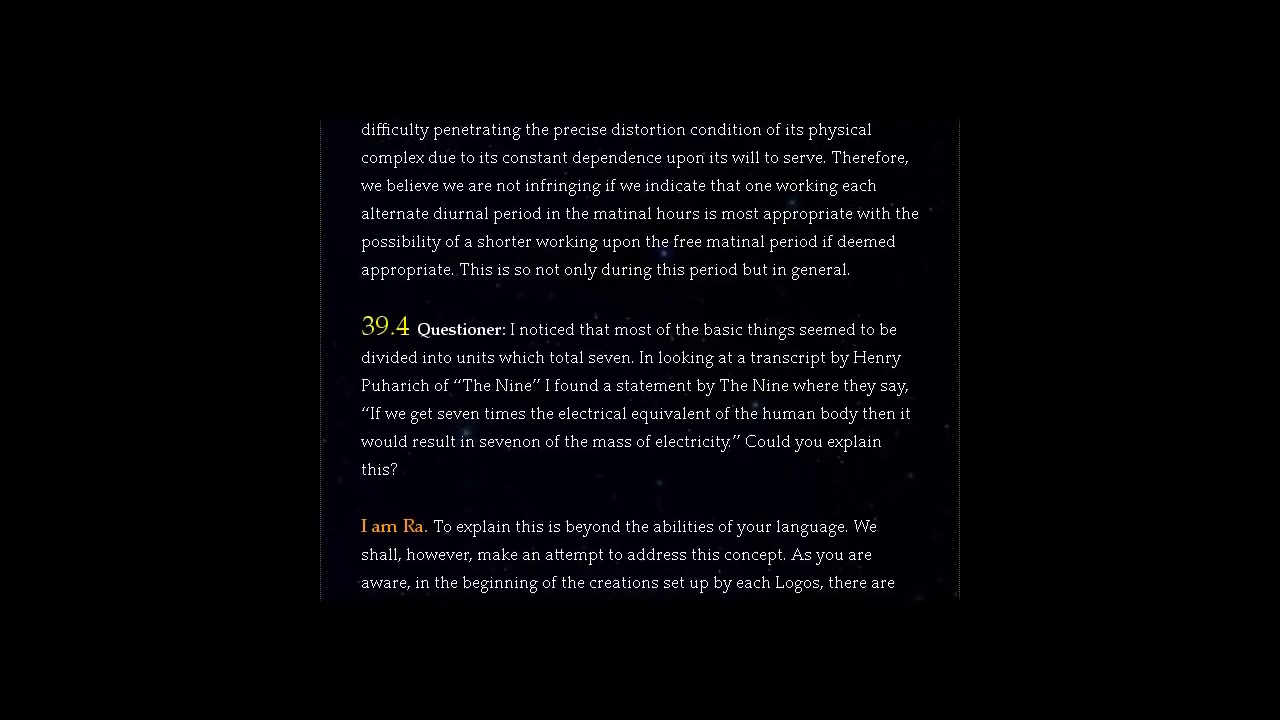 difficulty penetrating the precise distortion condition of its physical
complex due to its constant dependence upon its will to serve. Therefore,
we believe we are not infringing if we indicate that one working each
alternate diurnal period in the matinal hours is most appropriate with the
possibility of a shorter working upon the free matinal period if deemed
appropriate. This is so not only during this period but in general.
39.4 Questioner: I noticed that most of the basic things seemed to be
divided into units which total seven. In looking at a transcript by Henry
Puharich of “The Nine” I found a statement by The Nine where they say,
“If we get seven times the electrical equivalent of the human body then it
would result in sevenon of the mass of electricity.” Could you explain
this?
I am Ra. To explain this is beyond the abilities of your language. We
shall, however, make an attempt to address this concept. As you are
aware, in the beginning of the creations set up by each Logos, there are